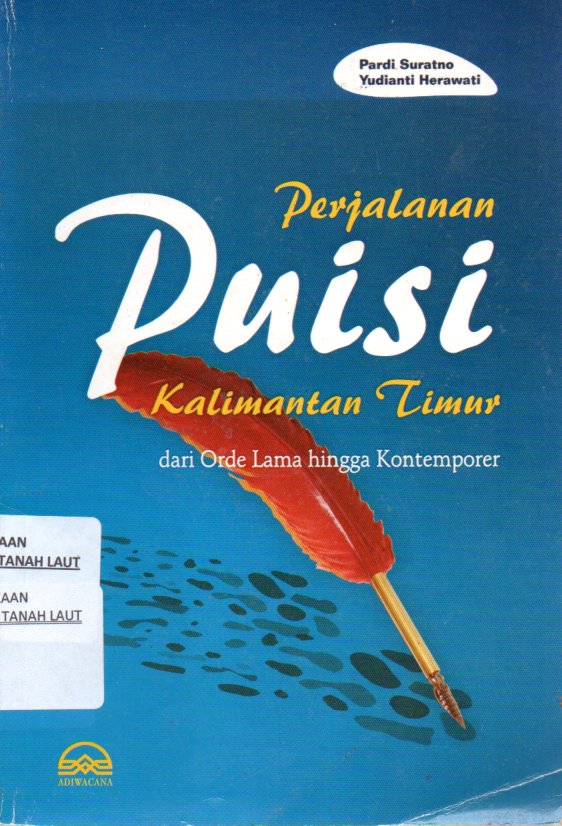 Pardi Suratno
Yudianti Herawati
Perjalanan
Puisi
Kalimantan Timur
dari Orde Lama hingga Kontemporer
AAN
TANAH LAUT
AAN
TANAH LAUT
ADIWACANA